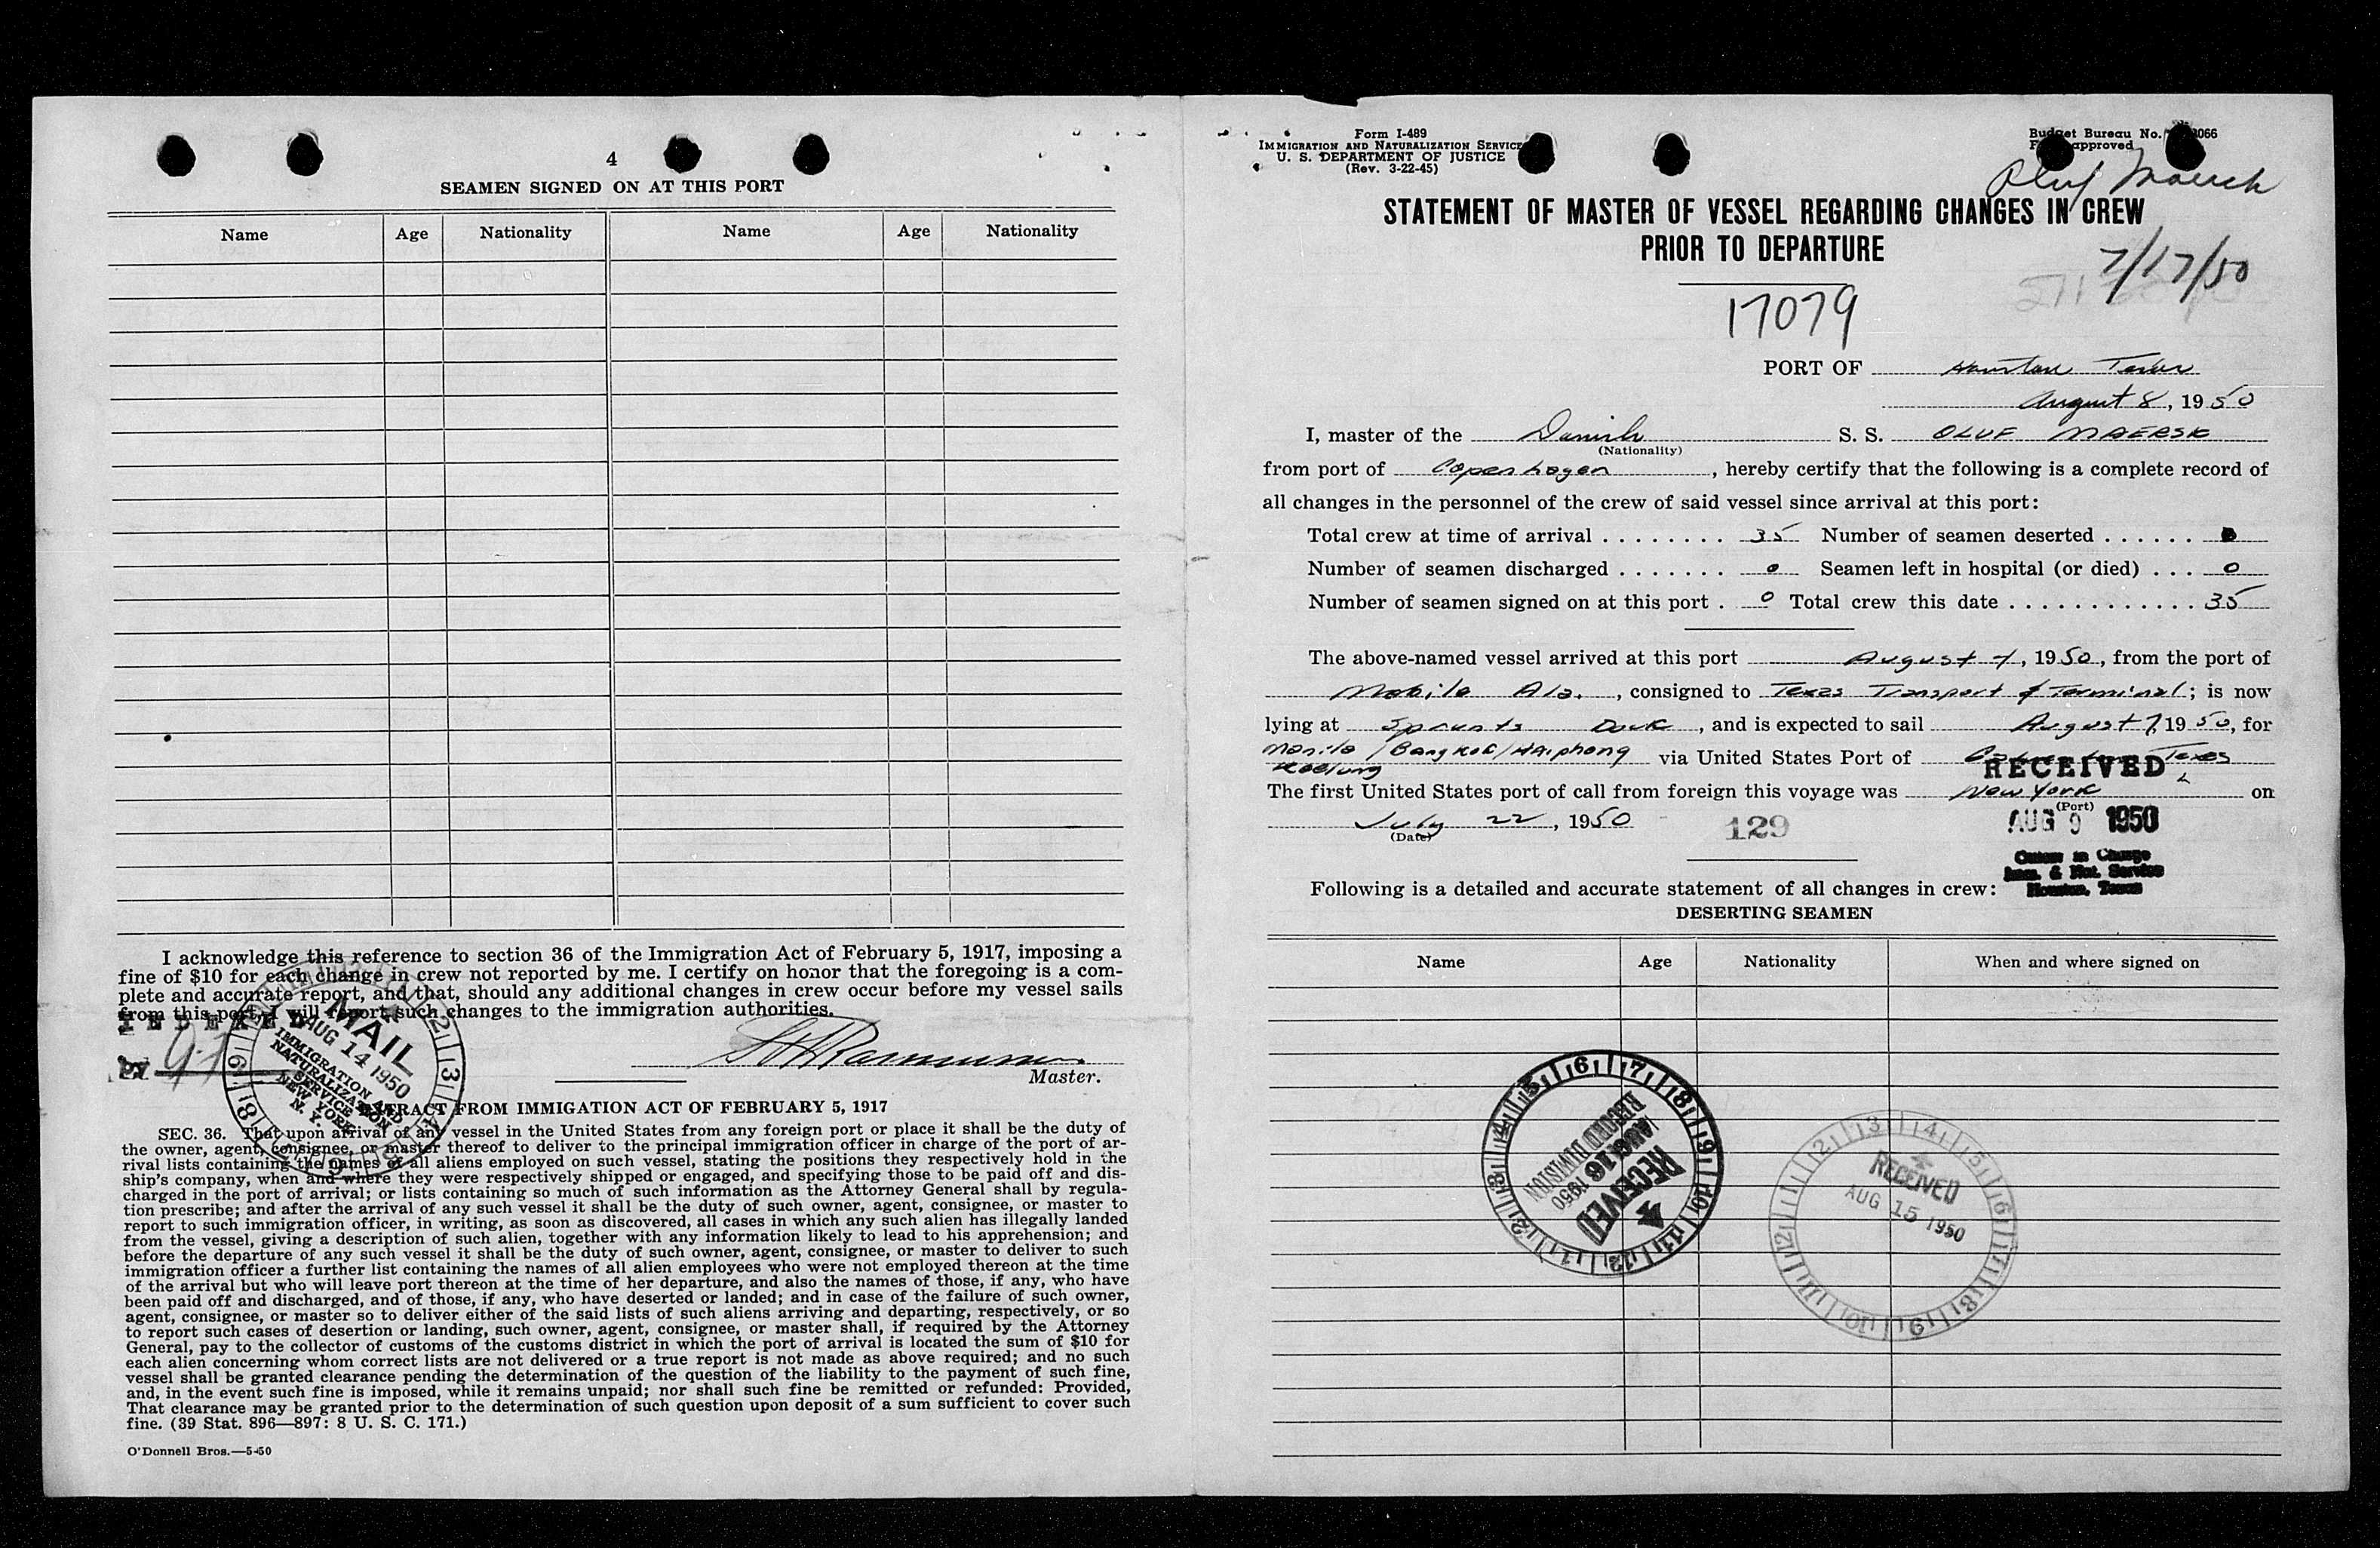 4
SEAMEN SIGNED ON AT THIS PORT
Name Age Nationality Name Age Nationality
I acknowledge this reference to section 36 of the Immigration Act of February 5, 1917, imposing a
fine of $10 for each change in crew not reported by me. I certify on honor that the foregoing is a com-
plete and accurate report, and that, should any additional changes in crew occur before my vessel sails
from this port, I will report such changes to the immigration authorities.
MAIL
AUG 14 1950
IMMIGRATION AND
NATURALIZATION
SERVICE
NEW YORK
N. Y.
Rasmussen
Master.
EXTRACT FROM IMMIGATION ACT OF FEBRUARY 5, 1917
SEC. 36. That upon arrival of any vessel in the United States from any foreign port or place it shall be the duty of
the owner, agent, consignee, or master thereof to deliver to the principal immigration officer in charge of the port of ar-
rival lists containing the names of all aliens employed on such vessel, stating the positions they respectively hold in the
ship's company, when and where they were respectively shipped or engaged, and specifying those to be paid off and dis-
charged in the port of arrival; or lists containing so much of such information as the Attorney General shall by regula-
tion prescribe; and after the arrival of any such vessel it shall be the duty of such owner, agent, consignee, or master to
report to such immigration officer, in writing, as soon as discovered, all cases in which any such alien has illegally landed
from the vessel, giving a description of such alien, together with any information likely to lead to his apprehension; and
before the departure of any such vessel it shall be the duty of such owner, agent, consignee, or master to deliver to such
immigration officer a further list containing the names of all alien employees who were not employed thereon at the time
of the arrival but who will leave port thereon at the time of her departure, and also the names of those, if any, who have
been paid off and discharged, and of those, if any, who have deserted or landed; and in case of the failure of such owner,
agent, consignee, or master so to deliver either of the said lists of such aliens arriving and departing, respectively, or so
to report such cases of desertion or landing, such owner, agent, consignee, or master shall, if required by the Attorney
General, pay to the collector of customs of the customs district in which the port of arrival is located the sum of $10 for
each alien concerning whom correct lists are not delivered or a true report is not made as above required; and no such
vessel shall be granted clearance pending the determination of the question of the liability to the payment of such fine,
and, in the event such fine is imposed, while it remains unpaid; nor shall such fine be remitted or refunded: Provided,
That clearance may be granted prior to the determination of such question upon deposit of a sum sufficient to cover such
fine. (39 Stat. 896—897: 8 U. S. C. 171.)
O'Donnell Bros.—5-50
Form I-489
IMMIGRATION AND NATURALIZATION SERVICE
U. S. DEPARTMENT OF JUSTICE
(Rev. 3-22-45)
Budget Bureau No.
approved
Oluf Maersk
STATEMENT OF MASTER OF VESSEL REGARDING CHANGES IN CREW
PRIOR TO DEPARTURE
7/17/50
17079
PORT OF Houston Texas
August 8, 1950
I, master of the Danish S. S. OLUF MAERSK
(Nationality)
from port of Copenhagen, hereby certify that the following is a complete record of
all changes in the personnel of the crew of said vessel since arrival at this port:
Total crew at time of arrival . . . . . . . . 35 Number of seamen deserted . . . . . . 0
Number of seamen discharged . . . . . . . 0 Seamen left in hospital (or died) . . . 0
Number of seamen signed on at this port . 0 Total crew this date . . . . . . . . . . . . . 35
The above-named vessel arrived at this port August 7, 1950, from the port of
Mobile Ala., consigned to Texas Transport & Terminal; is now
lying at Sprunts Dock, and is expected to sail August 7, 1950, for
Manila/Bangkok/Haiphong via United States Port of Texas
Keelung
RECEIVED
The first United States port of call from foreign this voyage was New York on
(Port)
July 22, 1950
(Date)
129
AUG 9 1950
Officer in Charge
Imm. & Nat. Service
Houston, Texas
Following is a detailed and accurate statement of all changes in crew:
DESERTING SEAMEN
Name Age Nationality When and where signed on
RECEIVED
AUG 16 1950
RECORD DIVISION
RECEIVED
AUG 15 1950